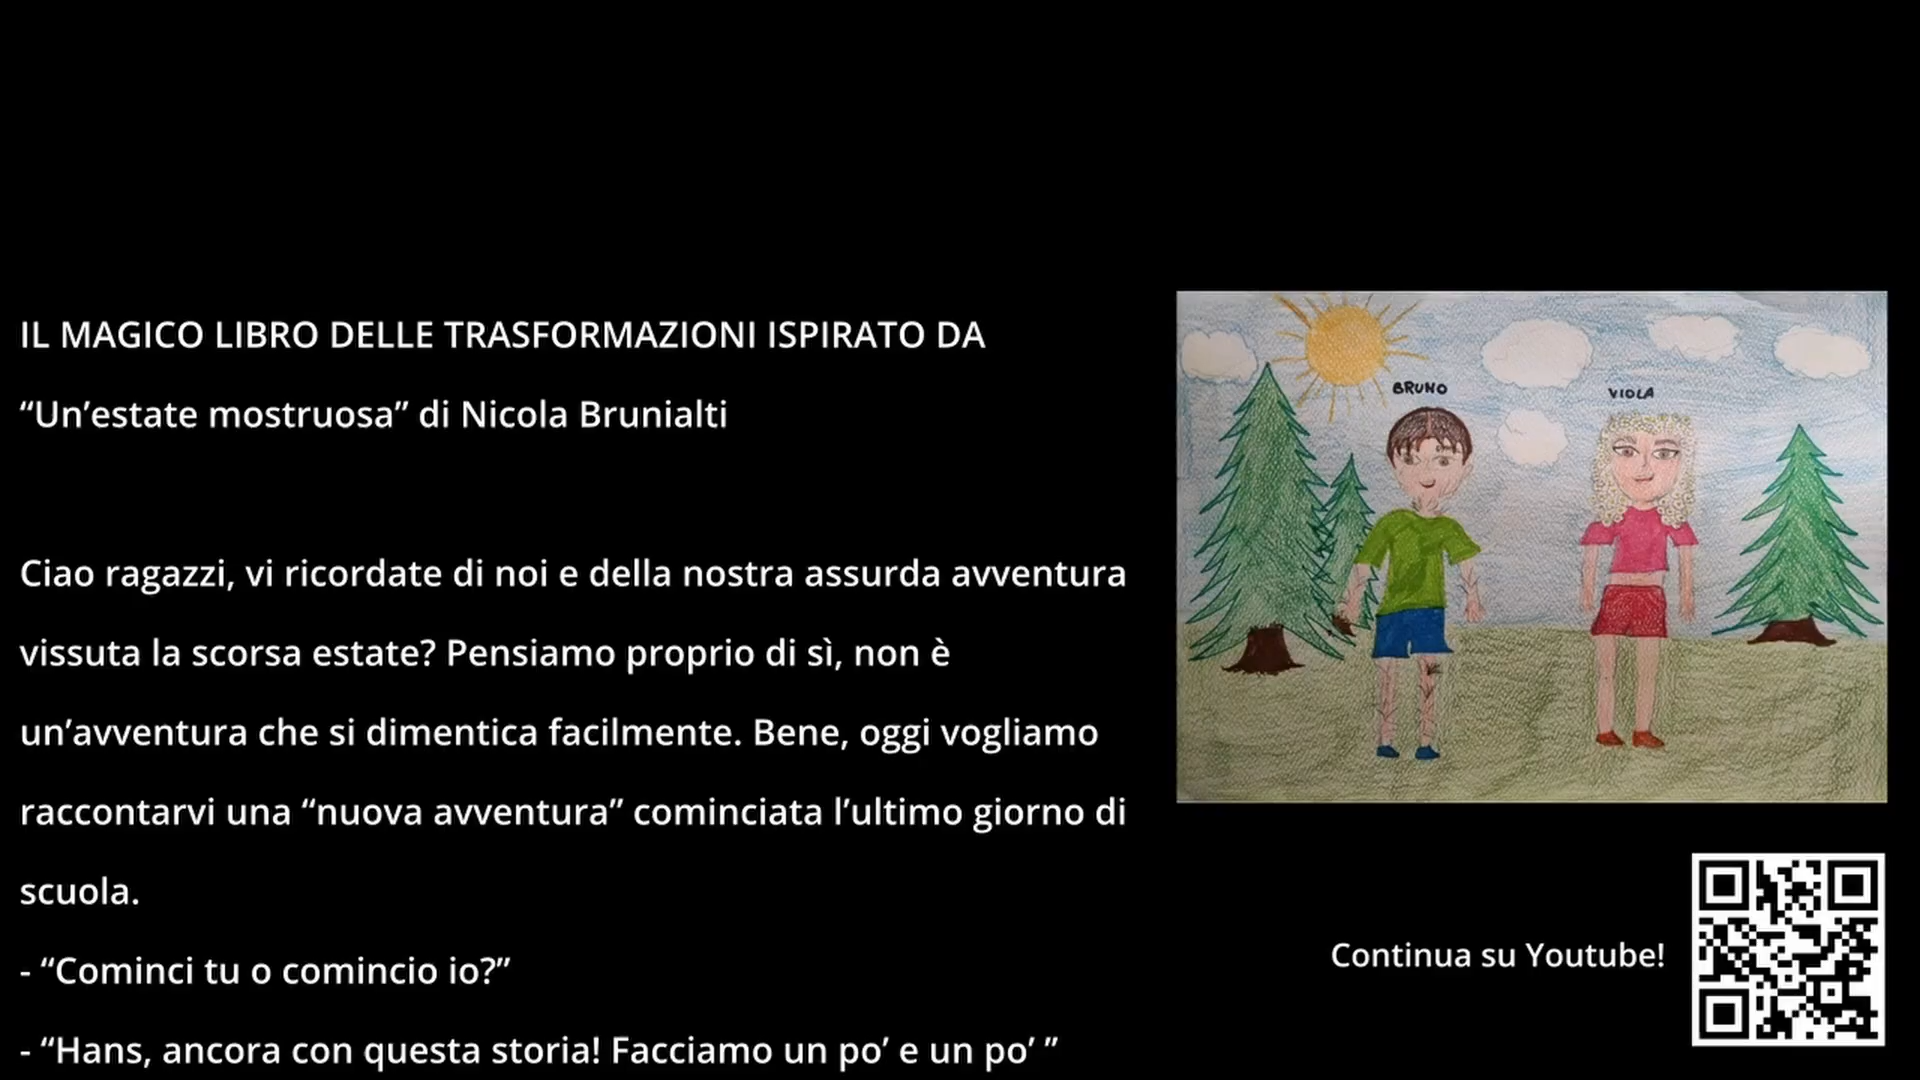 IL MAGICO LIBRO DELLE TRASFORMAZIONI ISPIRATO DA
“Un’estate mostruosa” di Nicola Brunialti
Ciao ragazzi, vi ricordate di noi e della nostra assurda avventura
vissuta la scorsa estate? Pensiamo proprio di sì, non è
un’avventura che si dimentica facilmente. Bene, oggi vogliamo
raccontarvi una “nuova avventura” cominciata l’ultimo giorno di
scuola.
- “Cominci tu o comincio io?”
- “Hans, ancora con questa storia! Facciamo un po’ e un po’ ”
BRUNO
VIOLA
Continua su Youtube!